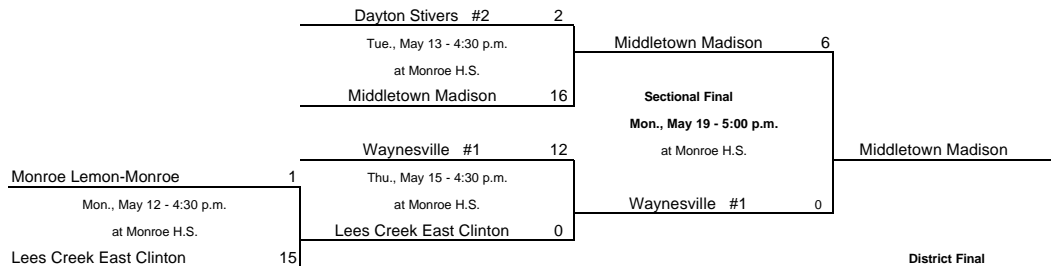 Dayton Stivers #2 2
Tue., May 13 - 4:30 p.m.
at Monroe H.S.
Middletown Madison 16
Middletown Madison 6
Sectional Final
Mon., May 19 - 5:00 p.m.
at Monroe H.S.
Waynesville #1 12
Thu., May 15 - 4:30 p.m.
at Monroe H.S.
Lees Creek East Clinton 0
Waynesville #1 0
Middletown Madison
Monroe Lemon-Monroe 1
Mon., May 12 - 4:30 p.m.
at Monroe H.S.
Lees Creek East Clinton 15
District Final